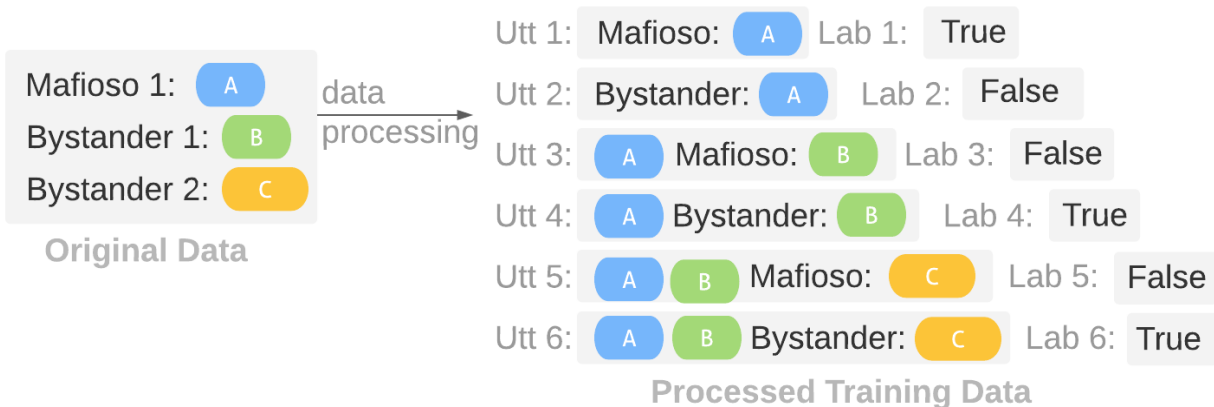 Mafioso 1: A
Bystander 1: B
Bystander 2: C
Original Data
data
processing
Utt 1: Mafioso: A Lab 1: True
Utt 2: Bystander: A Lab 2: False
Utt 3: A Mafioso: B Lab 3: False
Utt 4: A Bystander: B Lab 4: True
Utt 5: A B Mafioso: C Lab 5: False
Utt 6: A B Bystander: C Lab 6: True
Processed Training Data